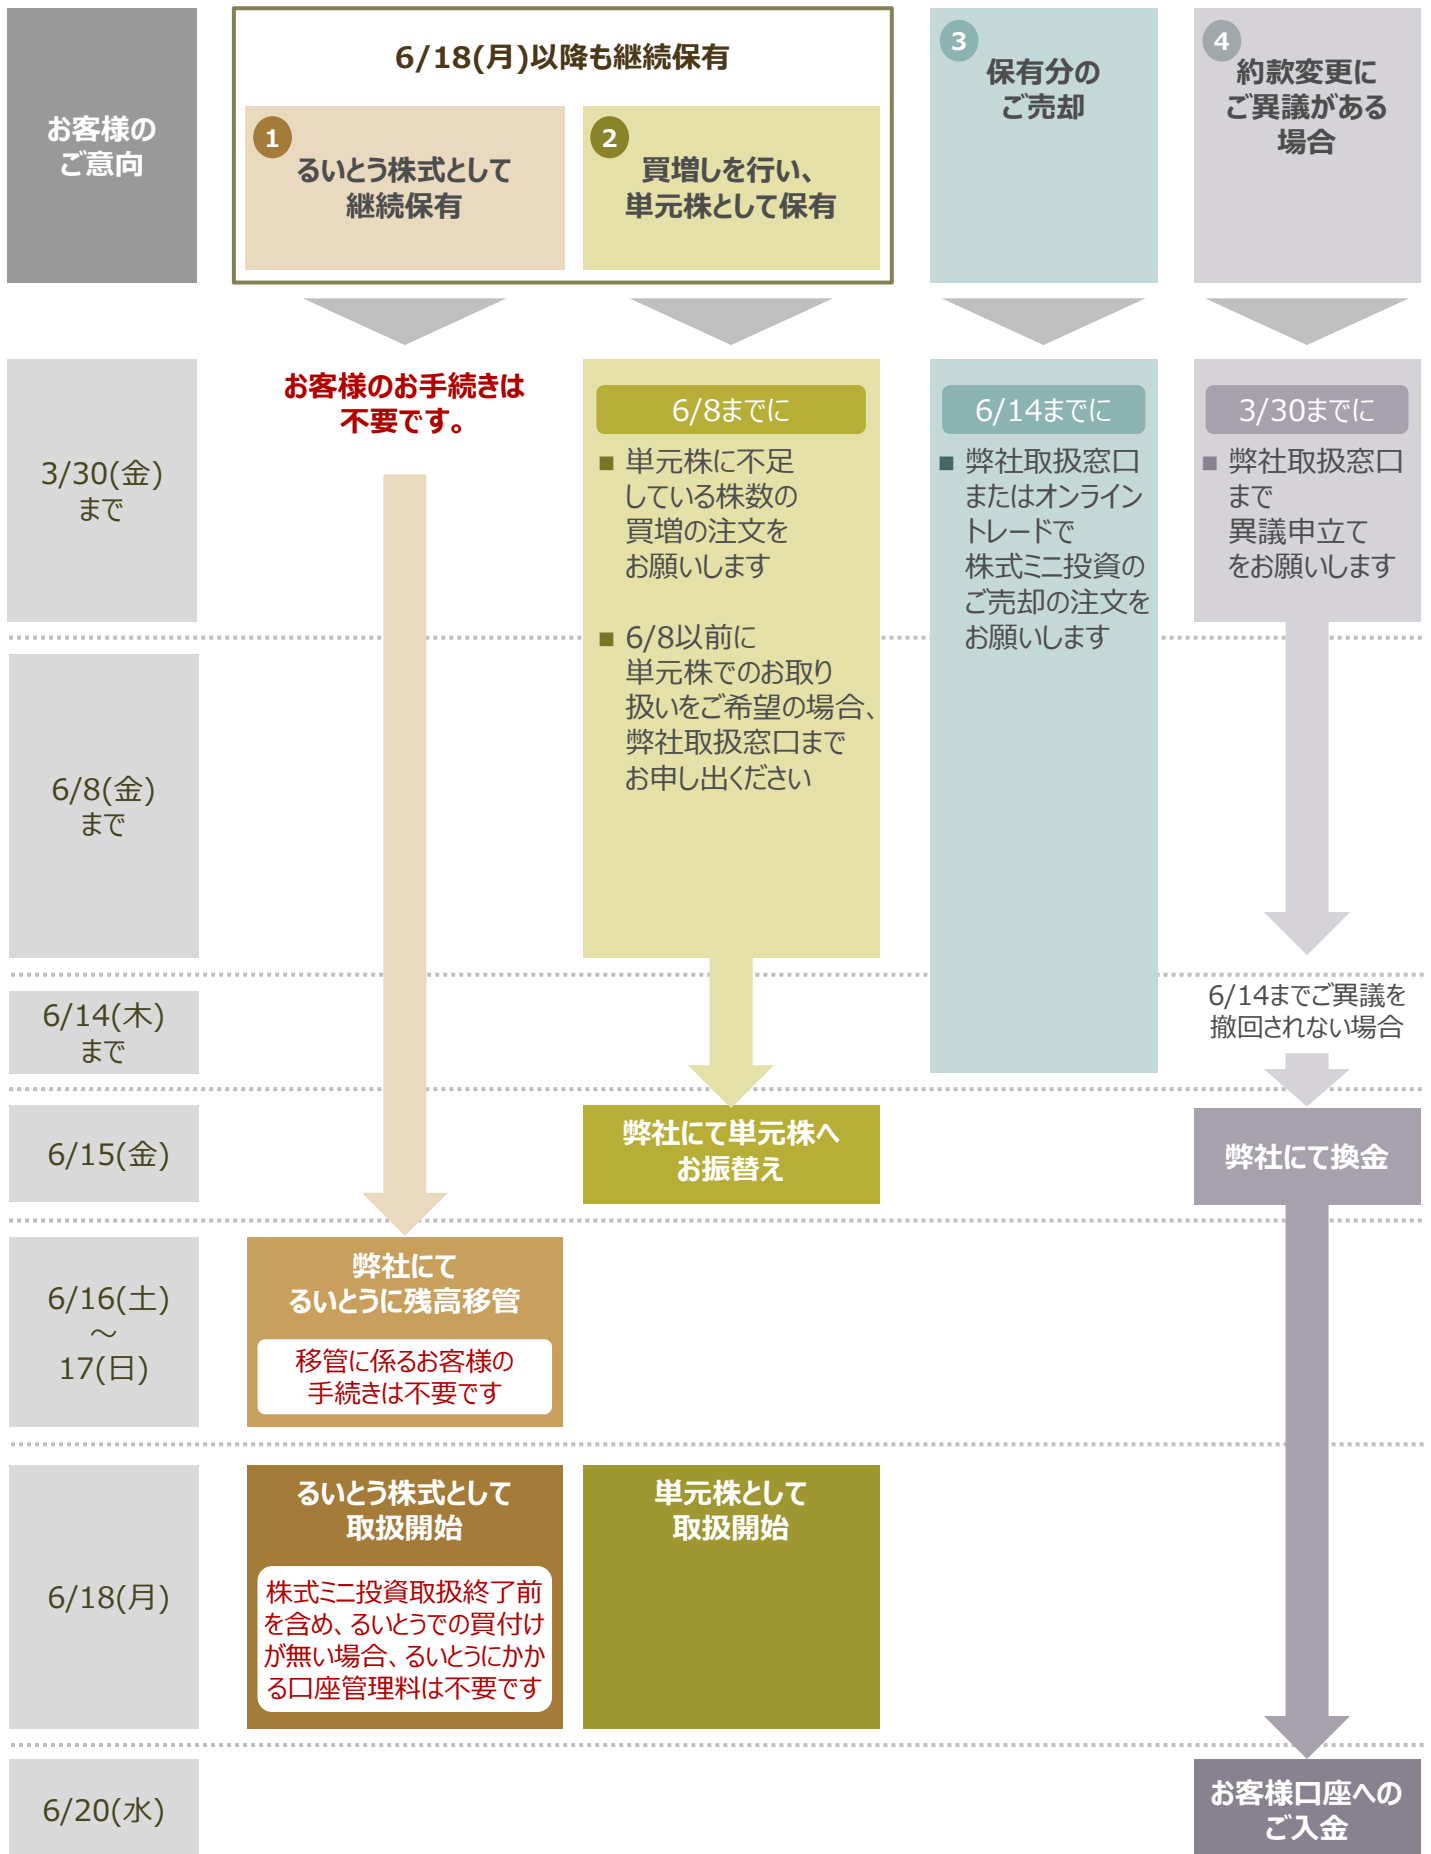 お客様の
ご意向
6/18(月)以降も継続保有
1
るいとう株式として
継続保有
2
買増しを行い、
単元株として保有
3
保有分の
ご売却
4
約款変更に
ご異議がある
場合
3/30(金)
まで
お客様のお手続きは
不要です。
6/8までに
■ 単元株に不足
している株数の
買増の注文を
お願いします
■ 6/8以前に
単元株でのお取り
扱いをご希望の場合、
弊社取扱窓口まで
お申し出ください
6/14までに
■ 弊社取扱窓口
またはオンライン
トレードで
株式ミニ投資の
ご売却の注文を
お願いします
3/30までに
■ 弊社取扱窓口
まで
異議申立て
をお願いします
6/8(金)
まで
6/14(木)
まで
6/14までご異議を
撤回されない場合
6/15(金)
弊社にて単元株へ
お振替え
弊社にて換金
6/16(土)
～
17(日)
弊社にて
るいとうに残高移管
移管に係るお客様の
手続きは不要です
6/18(月)
るいとう株式として
取扱開始
株式ミニ投資取扱終了前
を含め、るいとうでの買付け
が無い場合、るいとうにかか
る口座管理料は不要です
単元株として
取扱開始
6/20(水)
お客様口座への
ご入金